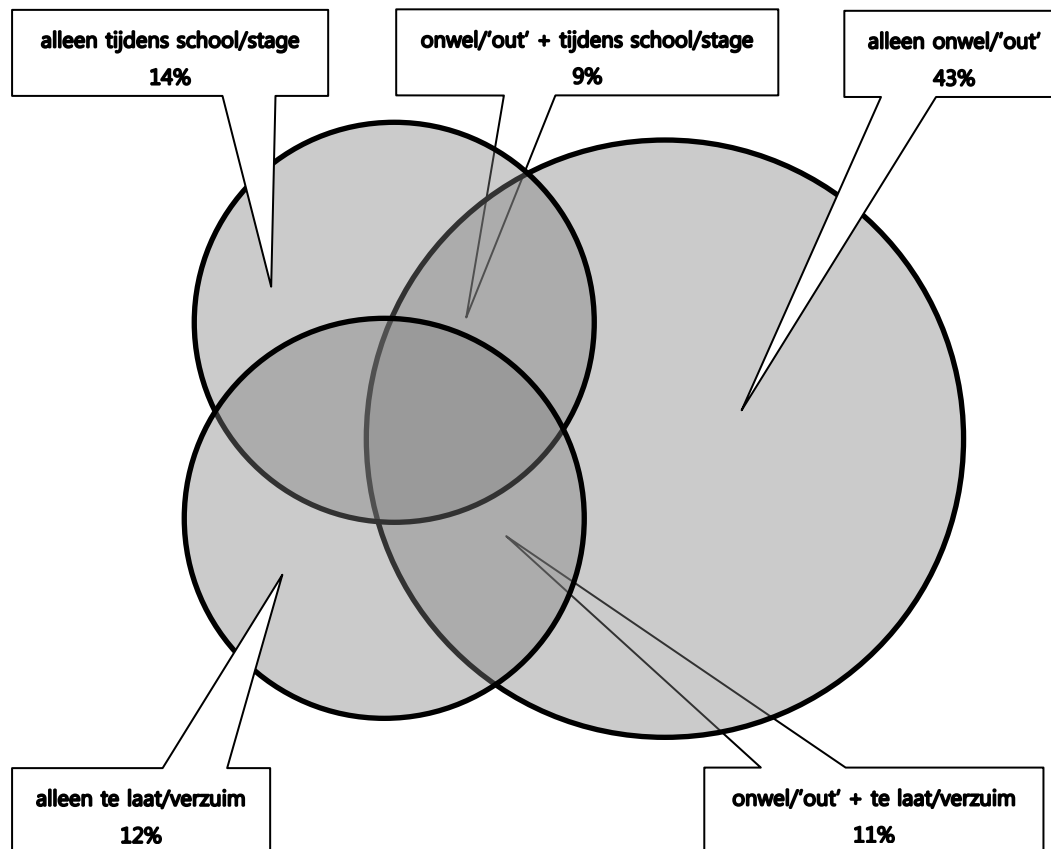 alleen tijdens school/stage
14%
onwel/'out' + tijdens school/stage
9%
alleen onwel/'out'
43%
alleen te laat/verzuim
12%
onwel/'out' + te laat/verzuim
11%